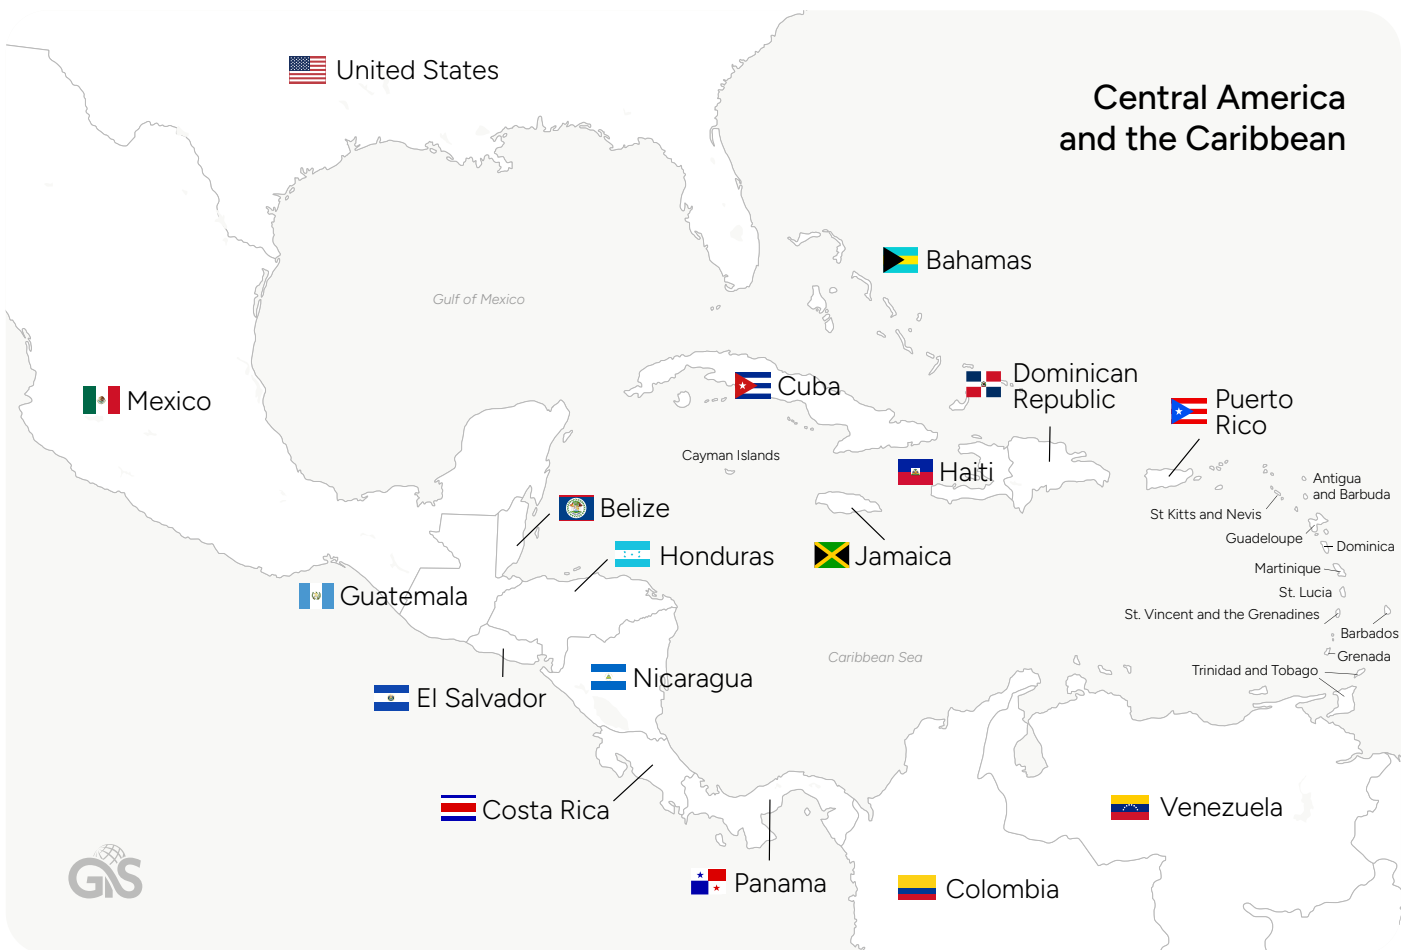 United States
Central America
and the Caribbean
Bahamas
Gulf of Mexico
Mexico
Cuba
Dominican
Republic
Puerto
Rico
Cayman Islands
Haiti
Antigua
and Barbuda
St Kitts and Nevis
Belize
Guadeloupe
Dominica
Honduras
Jamaica
Martinique
Guatemala
St. Lucia
St. Vincent and the Grenadines
Barbados
Caribbean Sea
Grenada
Trinidad and Tobago
Nicaragua
El Salvador
Costa Rica
Venezuela
Panama
Colombia
GIS